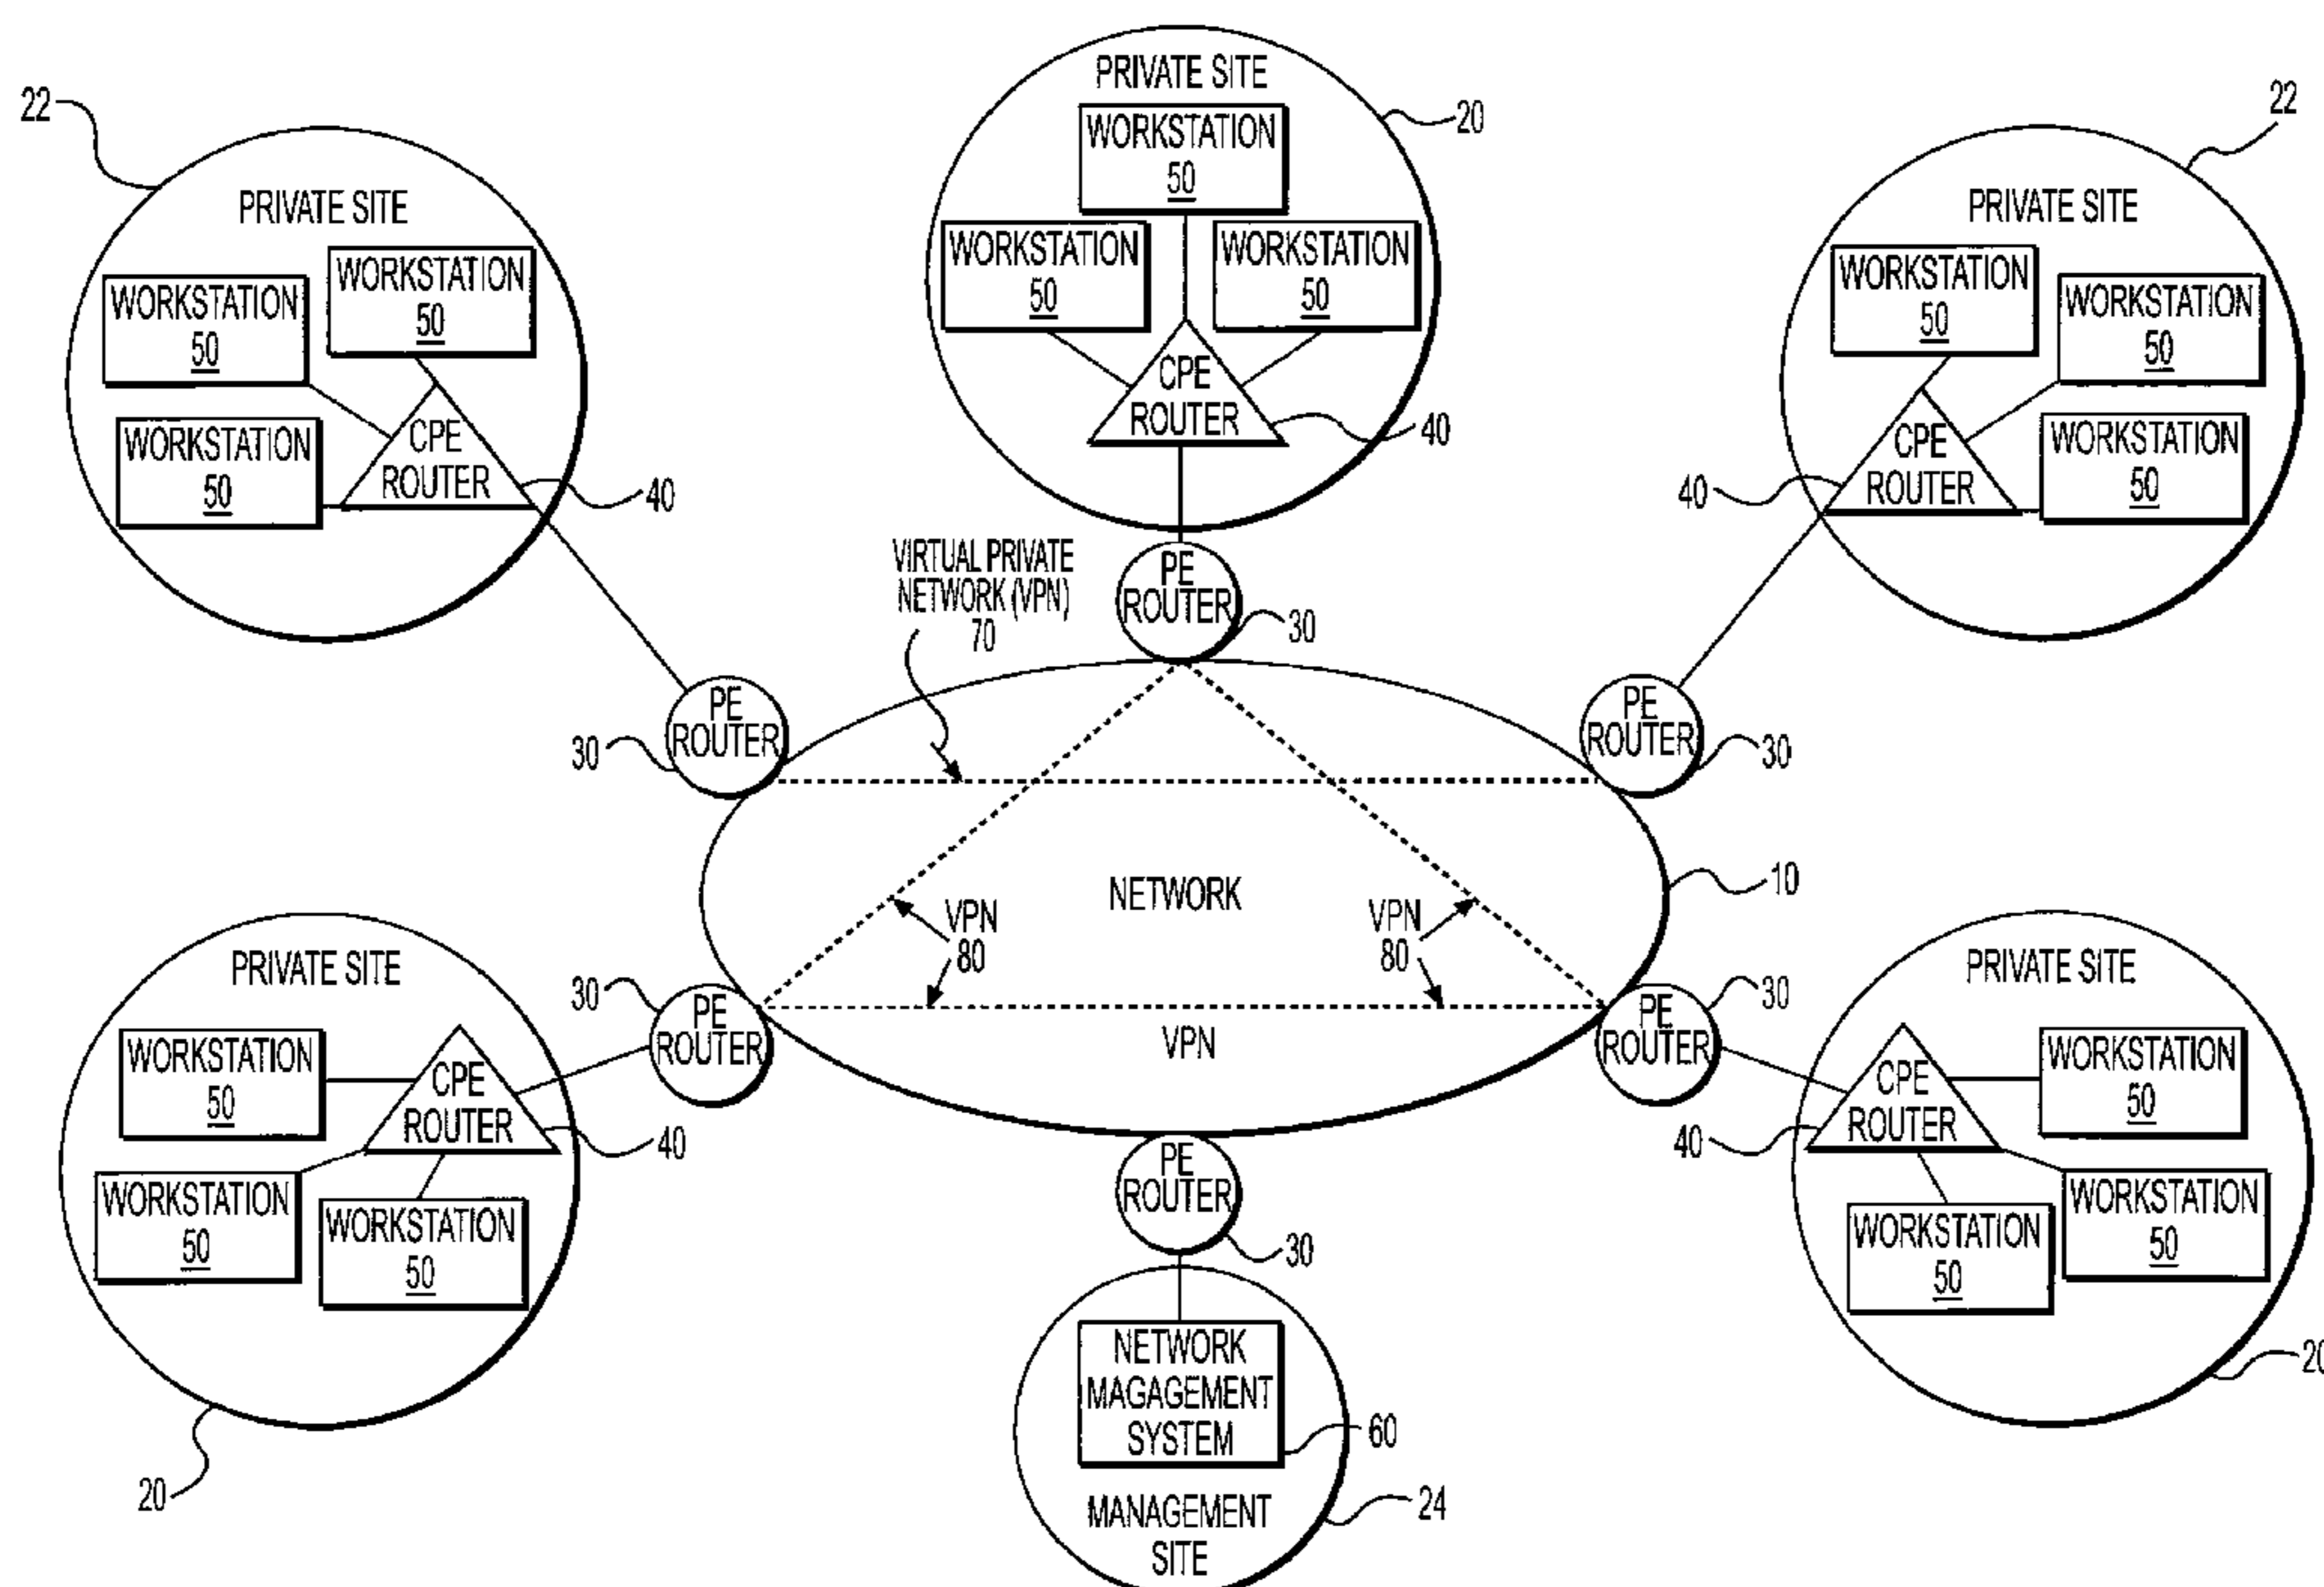 PRIVATE SITE
20
WORKSTATION
50
WORKSTATION
50
WORKSTATION
50
CPE
ROUTER
40
22
PRIVATE SITE
WORKSTATION
50
WORKSTATION
50
WORKSTATION
50
CPE
ROUTER
40
22
PRIVATE SITE
WORKSTATION
50
WORKSTATION
50
WORKSTATION
50
CPE
ROUTER
40
VIRTUAL PRIVATE
NETWORK (VPN)
70
PE
ROUTER
30
PE
ROUTER
30
PE
ROUTER
30
NETWORK
10
VPN
80
VPN
80
VPN
PRIVATE SITE
WORKSTATION
50
WORKSTATION
50
WORKSTATION
50
CPE
ROUTER
40
20
30
PE
ROUTER
30
PE
ROUTER
PRIVATE SITE
CPE
ROUTER
40
WORKSTATION
50
WORKSTATION
50
WORKSTATION
50
20
PE
ROUTER
30
NETWORK
MAGAGEMENT
SYSTEM
60
MANAGEMENT
SITE
24